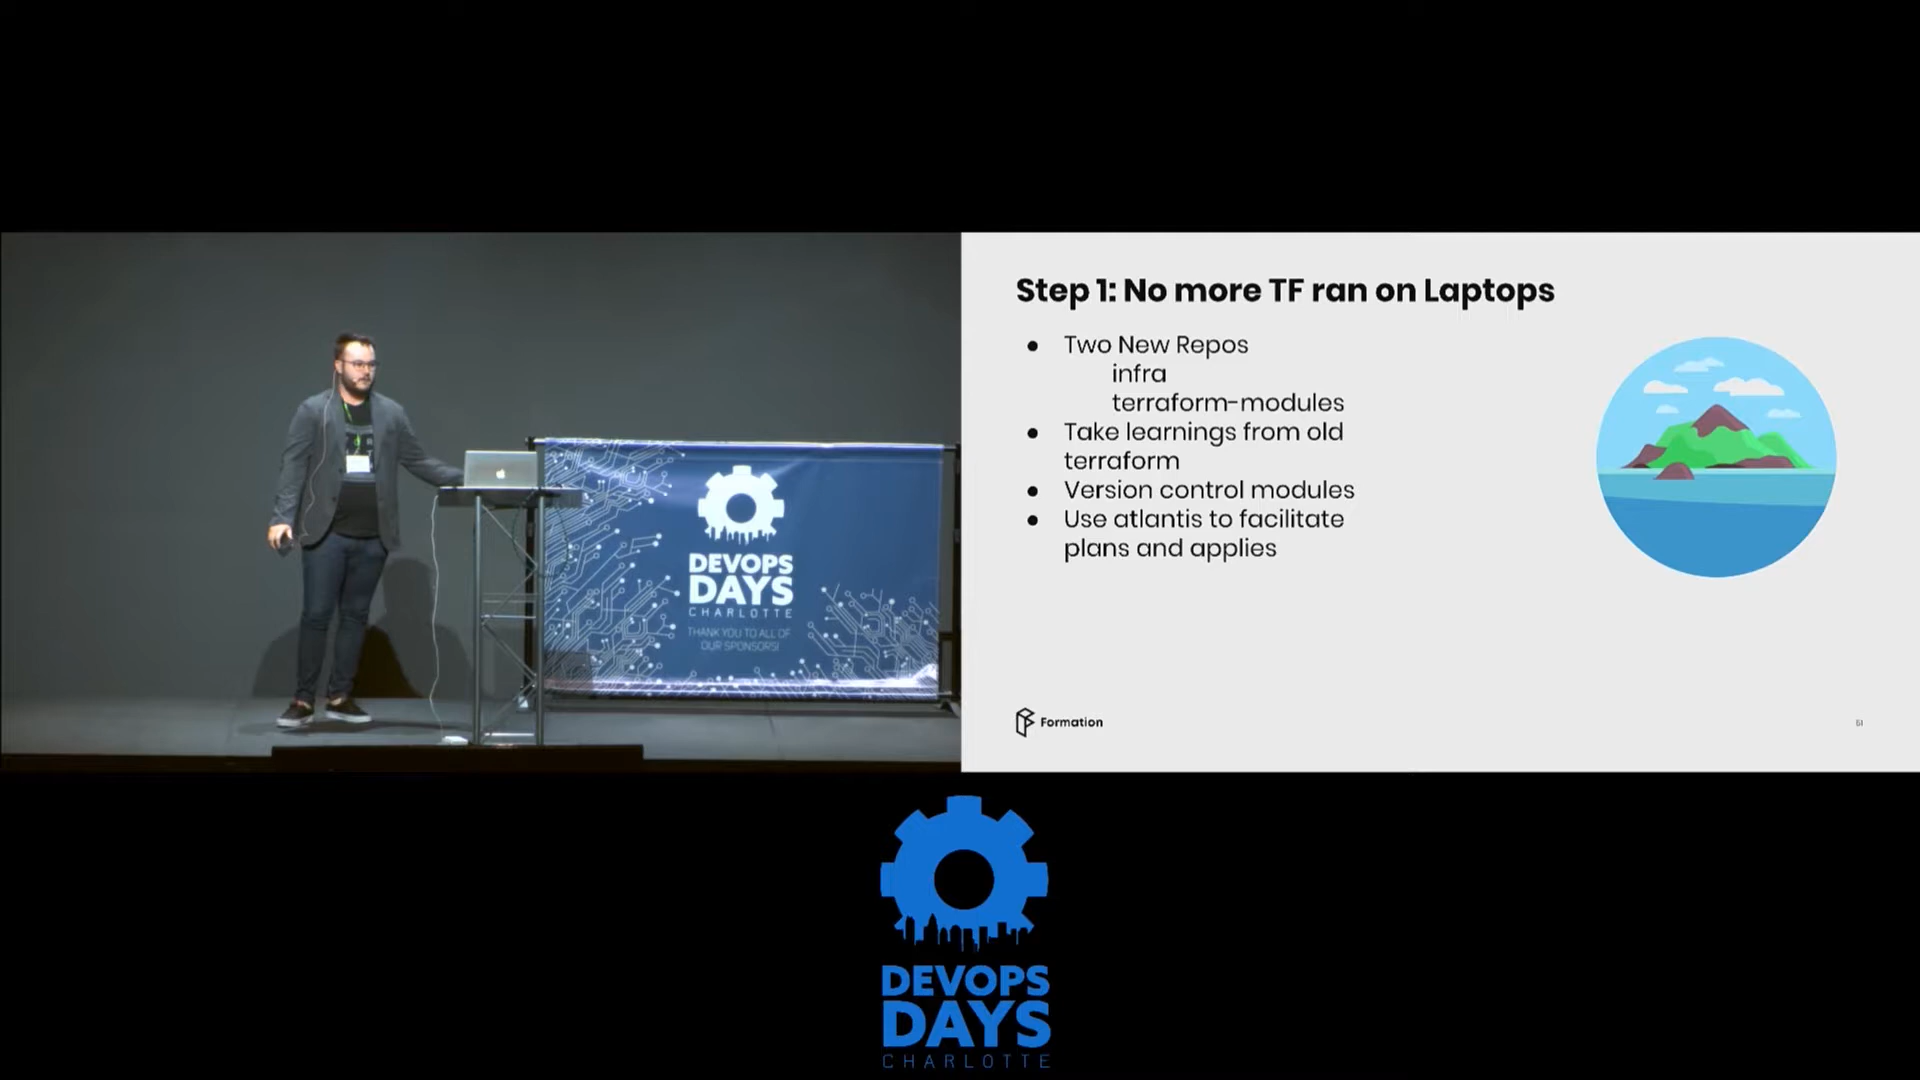 DEVOPS
DAYS
CHARLOTTE
THANK YOU TO ALL OF
OUR SPONSORS!
Step 1: No more TF ran on Laptops
● Two New Repos
infra
terraform-modules
● Take learnings from old
terraform
● Version control modules
● Use atlantis to facilitate
plans and applies
Formation
DEVOPS
DAYS
CHARLOTTE